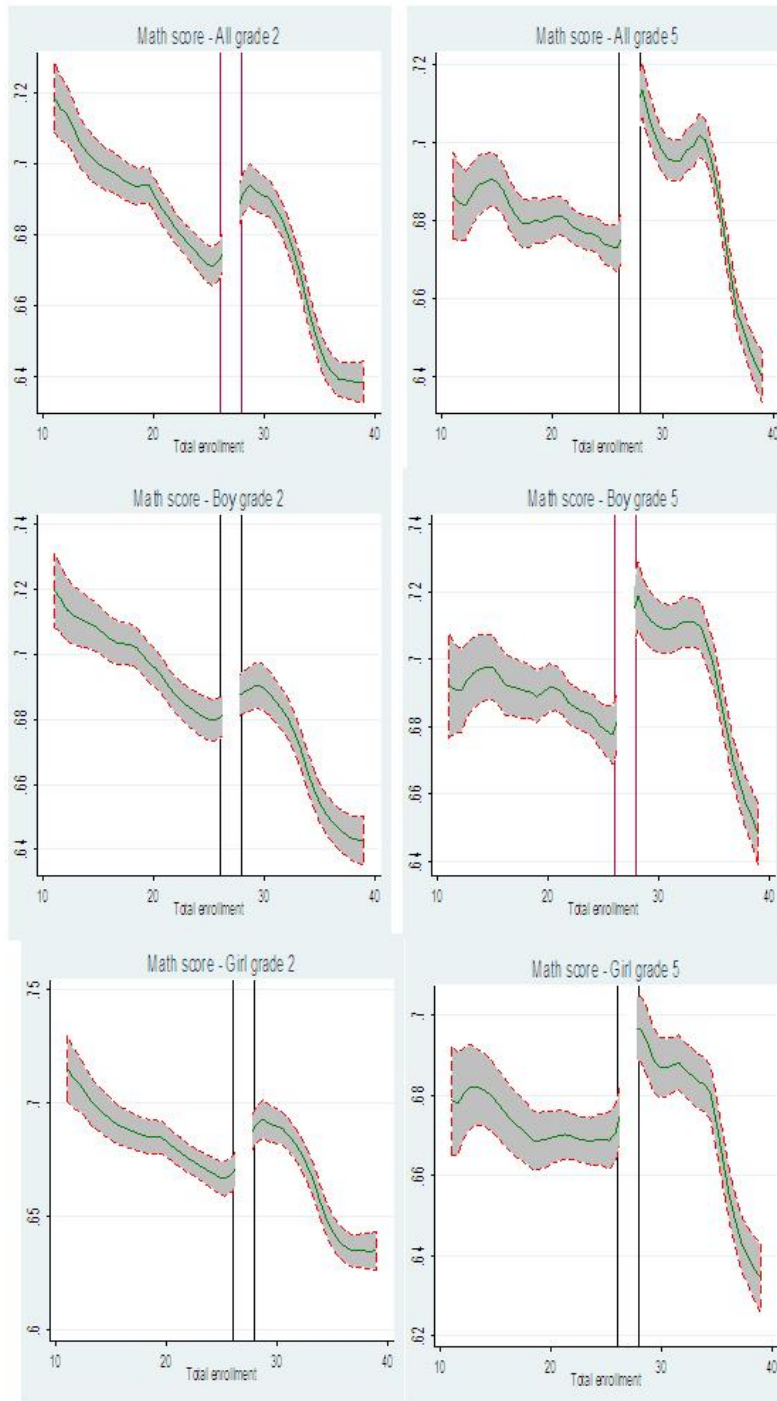 Math score - All grade 2
.72
.7
.68
.66
.64
10 20 30 40
Total enrollment
Math score - All grade 5
.72
.7
.68
.66
.64
10 20 30 40
Total enrollment
Math score - Boy grade 2
.74
.72
.7
.68
.66
.64
10 20 30 40
Total enrollment
Math score - Boy grade 5
.74
.72
.7
.68
.66
.64
10 20 30 40
Total enrollment
Math score - Girl grade 2
.75
.7
.65
.6
10 20 30 40
Total enrollment
Math score - Girl grade 5
.7
.68
.66
.64
.62
10 20 30 40
Total enrollment